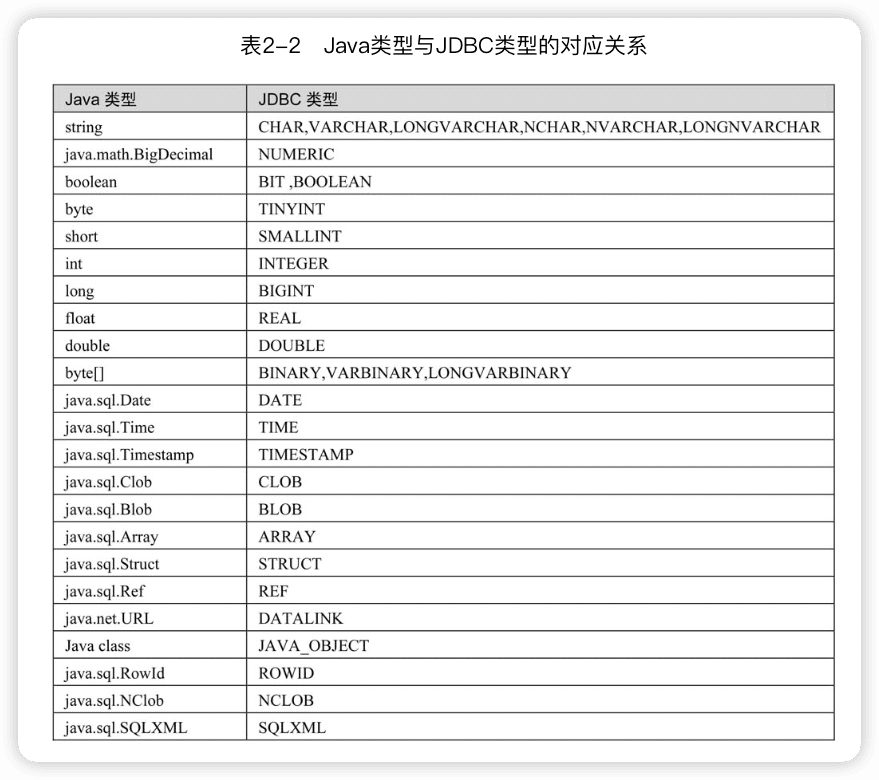 表2-2 Java类型与JDBC类型的对应关系
Java 类型 JDBC 类型
string CHAR,VARCHAR,LONGVARCHAR,NCHAR,NVARCHAR,LONGNVARCHAR
java.math.BigDecimal NUMERIC
boolean BIT ,BOOLEAN
byte TINYINT
short SMALLINT
int INTEGER
long BIGINT
float REAL
double DOUBLE
byte[] BINARY,VARBINARY,LONGVARBINARY
java.sql.Date DATE
java.sql.Time TIME
java.sql.Timestamp TIMESTAMP
java.sql.Clob CLOB
java.sql.Blob BLOB
java.sql.Array ARRAY
java.sql.Struct STRUCT
java.sql.Ref REF
java.net.URL DATALINK
Java class JAVA_OBJECT
java.sql.RowId ROWID
java.sql.NClob NCLOB
java.sql.SQLXML SQLXML